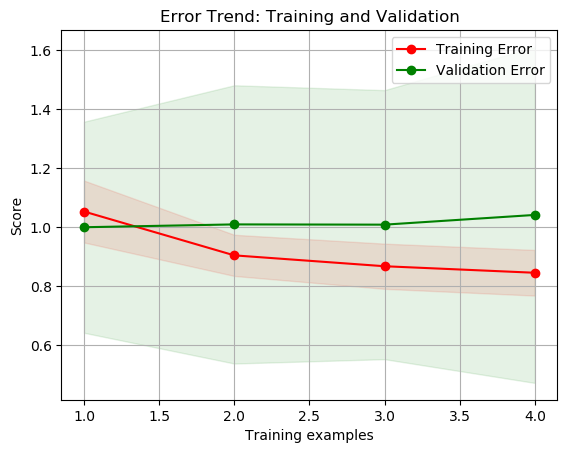 Error Trend: Training and Validation
1.6
1.4
1.2
1.0
0.8
0.6
Score
Training Error
Validation Error
1.0 1.5 2.0 2.5 3.0 3.5 4.0
Training examples